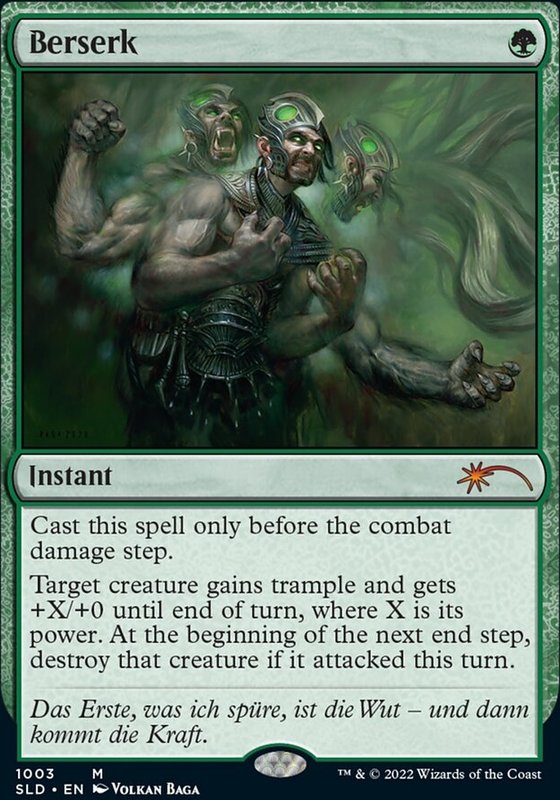 Berserk
Instant
Cast this spell only before the combat
damage step.
Target creature gains trample and gets
+X/+0 until end of turn, where X is its
power. At the beginning of the next end step,
destroy that creature if it attacked this turn.
Das Erste, was ich spüre, ist die Wut – und dann
kommt die Kraft.
1003 M
SLD • EN VOLKAN BAGA
™ & © 2022 Wizards of the Coast